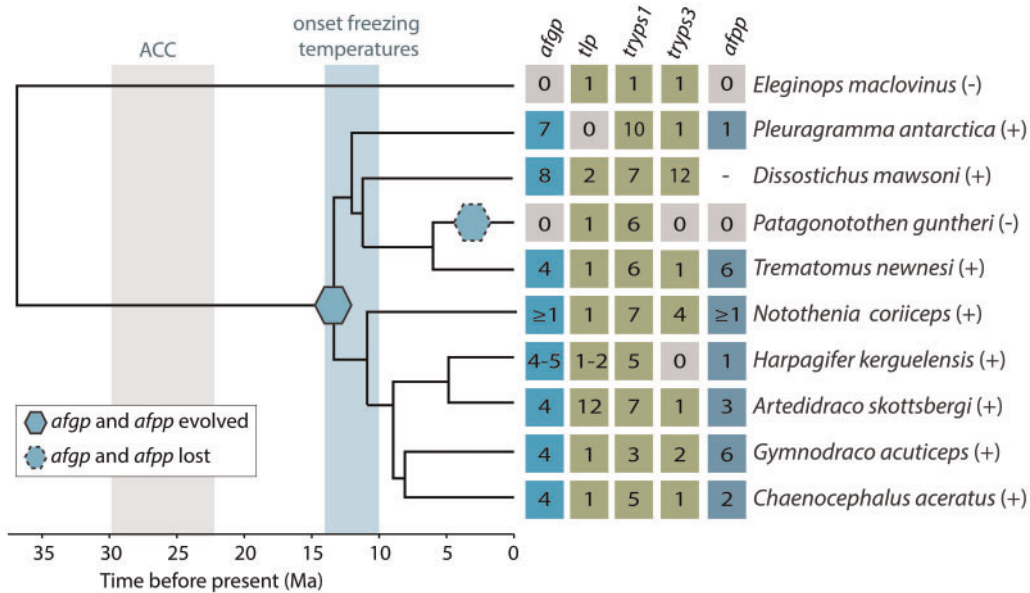 onset freezing
temperatures
ACC
afgp
tlp
tryps1
tryps3
afpp
0 1 1 1 0 Eleginops maclovinus (-)
7 0 10 1 1 Pleuragramma antarctica (+)
8 2 7 12 - Dissostichus mawsoni (+)
0 1 6 0 0 Patagonotothen guntheri (-)
4 1 6 1 6 Trematomus newnesi (+)
≥1 1 7 4 ≥1 Notothenia coriiceps (+)
4-5 1-2 5 0 1 Harpagifer kerguelensis (+)
4 12 7 1 3 Artedidraco skottsbergi (+)
4 1 3 2 6 Gymnodraco acuticeps (+)
4 1 5 1 2 Chaenocephalus aceratus (+)
afgp and afpp evolved
afgp and afpp lost
35 30 25 20 15 10 5 0
Time before present (Ma)